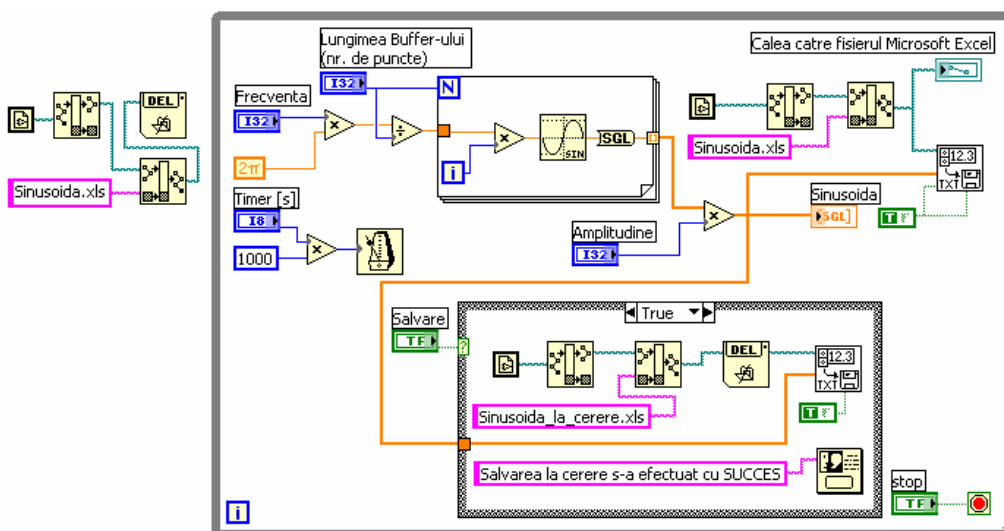 Lungimea Buffer-ului
(nr. de puncte)
I32
N
Frecventa
I32
2π
i
SIN
SGL
Timer [s]
I8
1000
Amplitudine
I32
DEL
Sinusoida.xls
Calea catre fisierul Microsoft Excel
Sinusoida.xls
12.3
TXT
Sinusoida
SGL
T F
Salvare
TF
?
True
DEL
12.3
TXT
T F
Sinusoida_la_cerere.xls
Salvarea la cerere s-a efectuat cu SUCCES
stop
TF
i